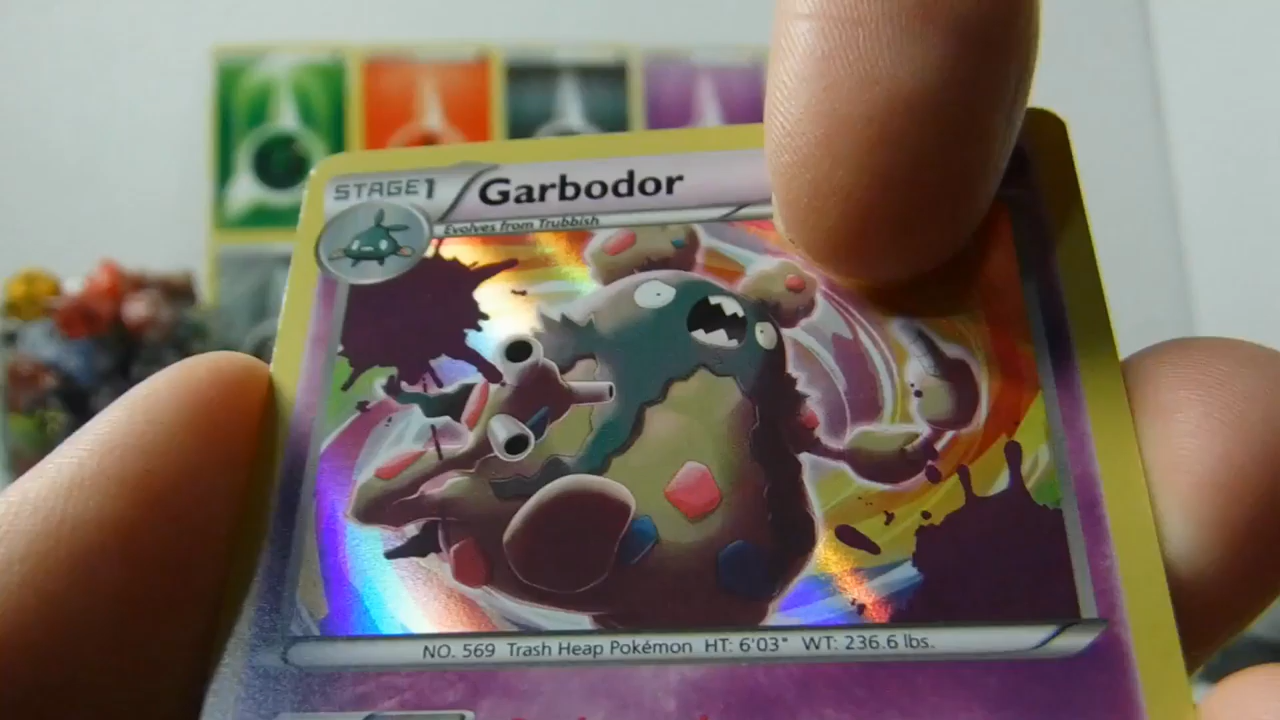 STAGE1
Garbodor
Evolves from Trubbish
NO. 569 Trash Heap Pokémon HT: 6'03" WT: 236.6 lbs.